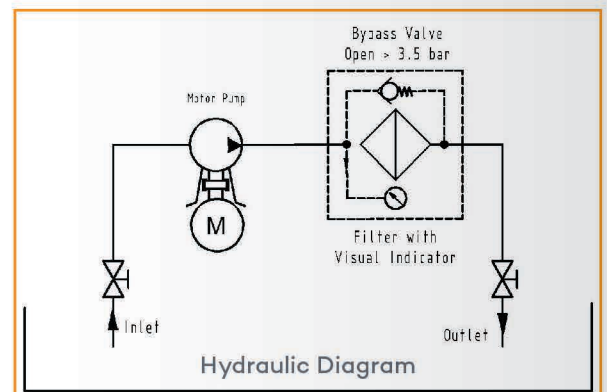 Bypass Valve
Open > 3.5 bar
Motor Pump
M
Filter with
Visual Indicator
Inlet
Outlet
Hydraulic Diagram